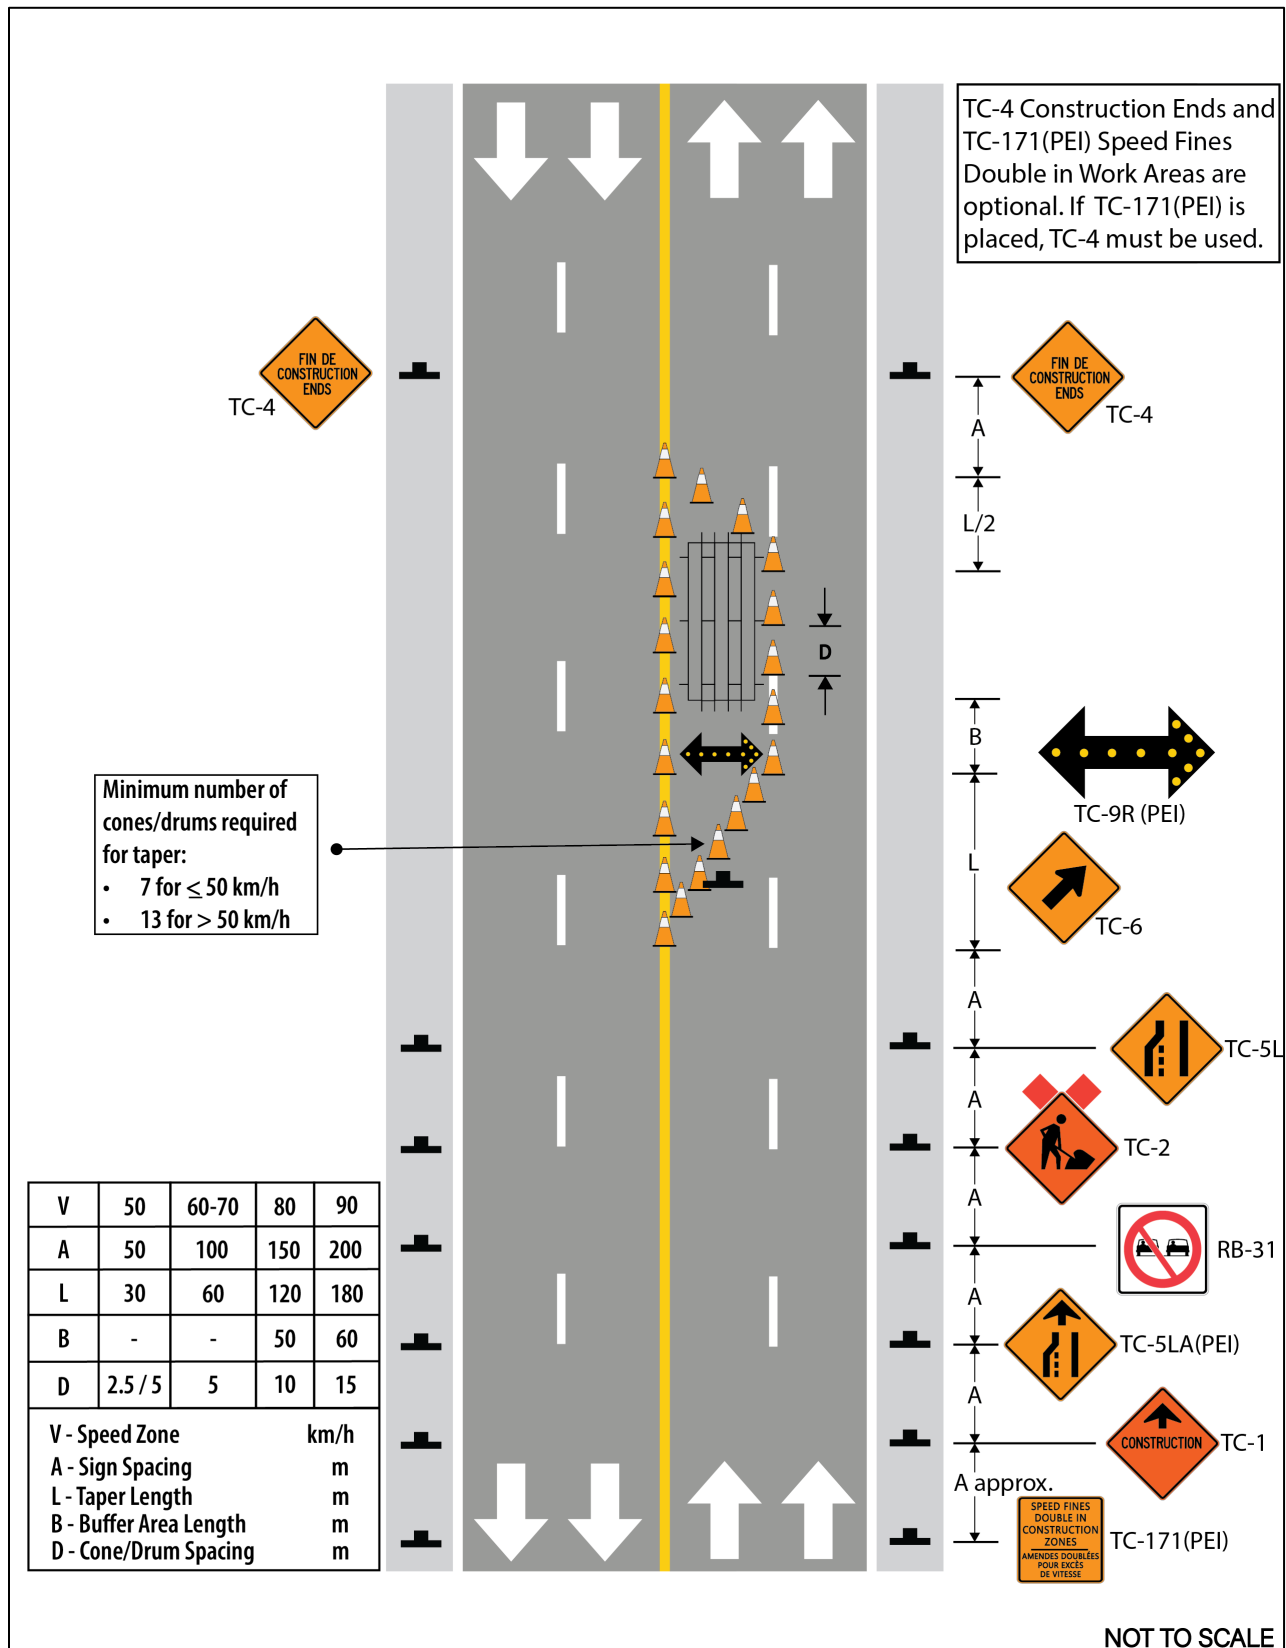 TC-4 Construction Ends and
TC-171(PEI) Speed Fines
Double in Work Areas are
optional. If TC-171(PEI) is
placed, TC-4 must be used.
FIN DE
CONSTRUCTION
ENDS
TC-4
FIN DE
CONSTRUCTION
ENDS
TC-4
A
L/2
D
B
TC-9R (PEI)
Minimum number of
cones/drums required
for taper:
• 7 for ≤ 50 km/h
• 13 for > 50 km/h
L
TC-6
A
TC-5L
A
TC-2
A
RB-31
A
TC-5LA(PEI)
A
CONSTRUCTION
TC-1
A approx.
SPEED FINES
DOUBLE IN
CONSTRUCTION
ZONES
AMENDES DOUBLÉES
POUR EXCÈS
DE VITESSE
TC-171(PEI)
V 50 60-70 80 90
A 50 100 150 200
L 30 60 120 180
B - - 50 60
D 2.5 / 5 5 10 15
V - Speed Zone km/h
A - Sign Spacing m
L - Taper Length m
B - Buffer Area Length m
D - Cone/Drum Spacing m
NOT TO SCALE